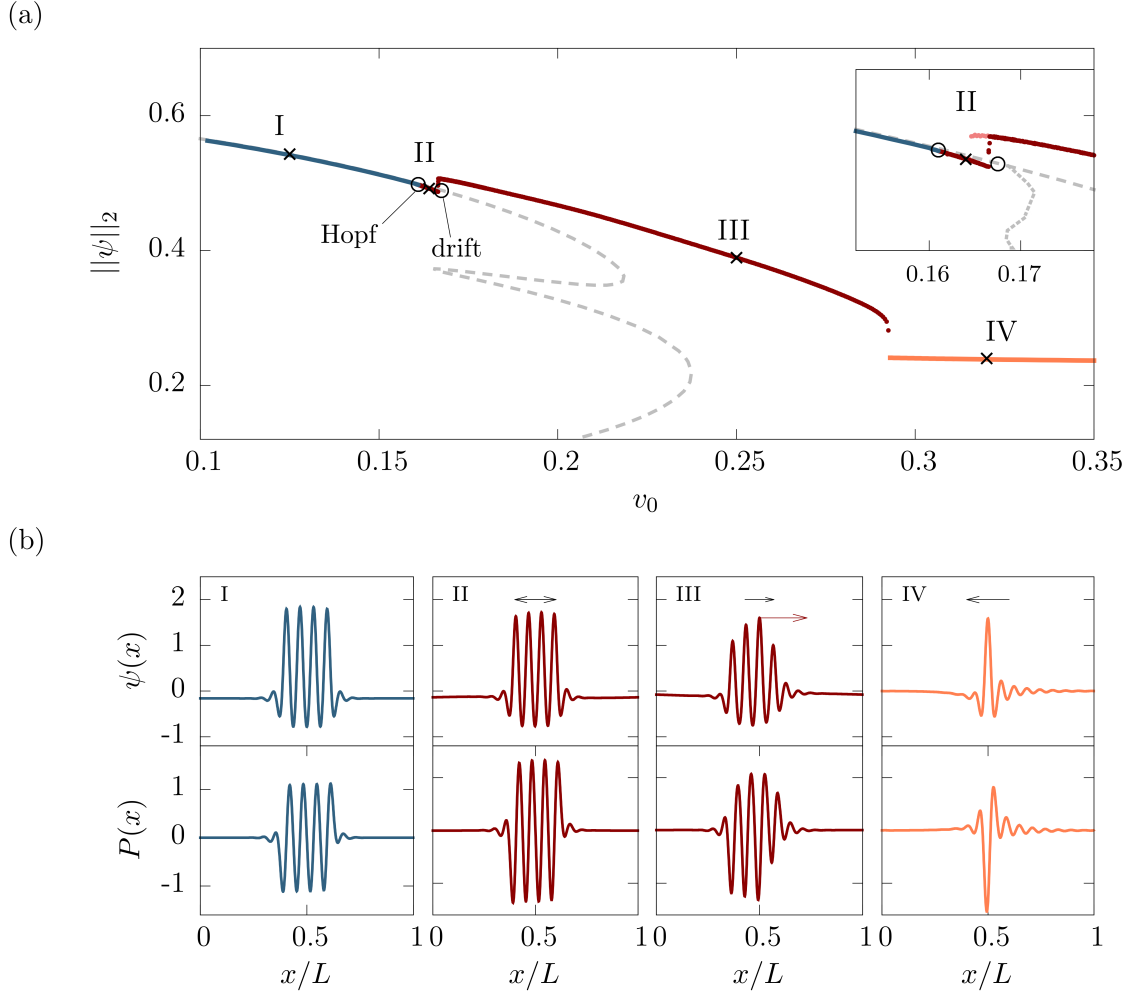 (a)
0.6
0.4
0.2
||ψ||₂
I
II
Hopf
drift
III
IV
II
0.16 0.17
0.1 0.15 0.2 0.25 0.3 0.35
v₀
(b)
I II III IV
2
1
0
-1
ψ(x)
1
0
-1
P(x)
0 0.5 1 0 0.5 1 0 0.5 1 0 0.5 1
x/L x/L x/L x/L